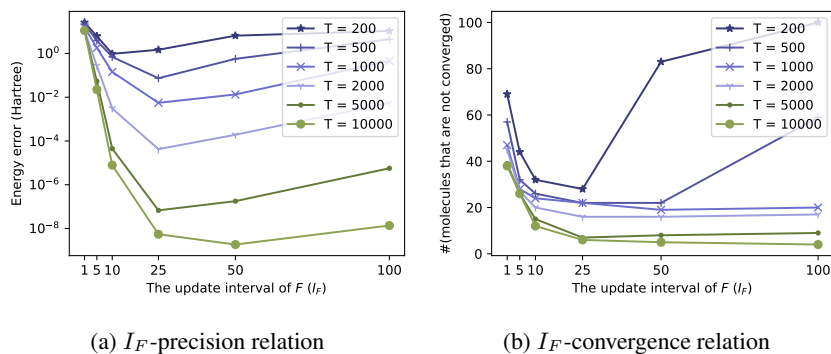 Energy error (Hartree)
10⁰
10⁻²
10⁻⁴
10⁻⁶
10⁻⁸
T = 200
T = 500
T = 1000
T = 2000
T = 5000
T = 10000
1 5 10 25 50 100
The update interval of F (I_F)
(a) I_F-precision relation
#(molecules that are not converged)
100
80
60
40
20
0
T = 200
T = 500
T = 1000
T = 2000
T = 5000
T = 10000
1 5 10 25 50 100
The update interval of F (I_F)
(b) I_F-convergence relation